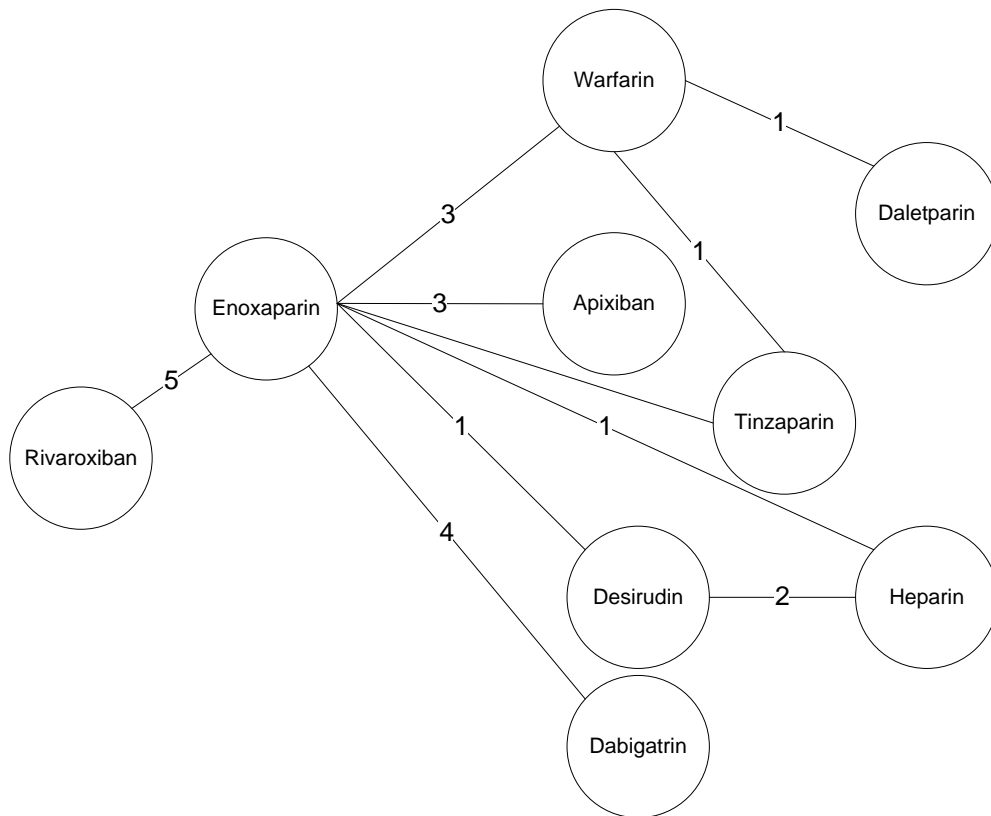 Warfarin
1
Daletparin
3
1
Enoxaparin
3
Apixiban
5
1
1
Tinzaparin
Rivaroxiban
4
Desirudin
2
Heparin
Dabigatrin